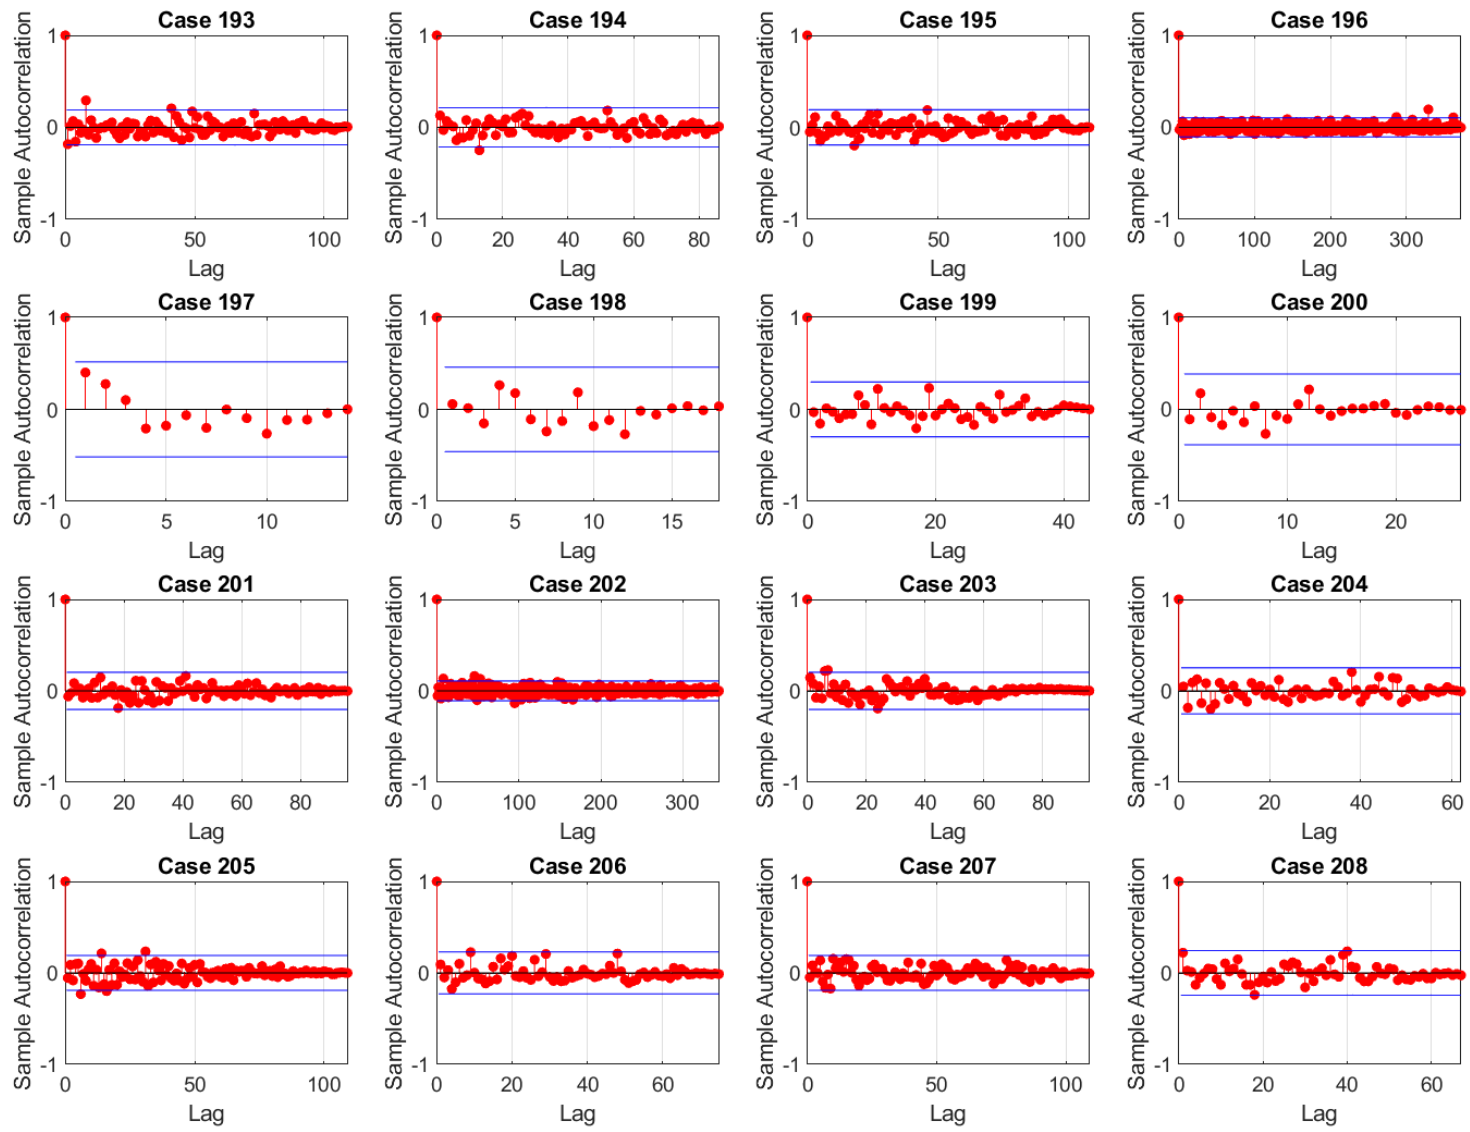 Case 193
Case 194
Case 195
Case 196
Sample Autocorrelation
1
0
-1
0
50
100
Lag
Sample Autocorrelation
1
0
-1
0
20
40
60
80
Lag
Sample Autocorrelation
1
0
-1
0
50
100
Lag
Sample Autocorrelation
1
0
-1
0
100
200
300
Lag
Case 197
Case 198
Case 199
Case 200
Sample Autocorrelation
1
0
-1
0
5
10
Lag
Sample Autocorrelation
1
0
-1
0
5
10
15
Lag
Sample Autocorrelation
1
0
-1
0
20
40
Lag
Sample Autocorrelation
1
0
-1
0
10
20
Lag
Case 201
Case 202
Case 203
Case 204
Sample Autocorrelation
1
0
-1
0
20
40
60
80
Lag
Sample Autocorrelation
1
0
-1
0
100
200
300
Lag
Sample Autocorrelation
1
0
-1
0
20
40
60
80
Lag
Sample Autocorrelation
1
0
-1
0
20
40
60
Lag
Case 205
Case 206
Case 207
Case 208
Sample Autocorrelation
1
0
-1
0
50
100
Lag
Sample Autocorrelation
1
0
-1
0
20
40
60
Lag
Sample Autocorrelation
1
0
-1
0
50
100
Lag
Sample Autocorrelation
1
0
-1
0
20
40
60
Lag